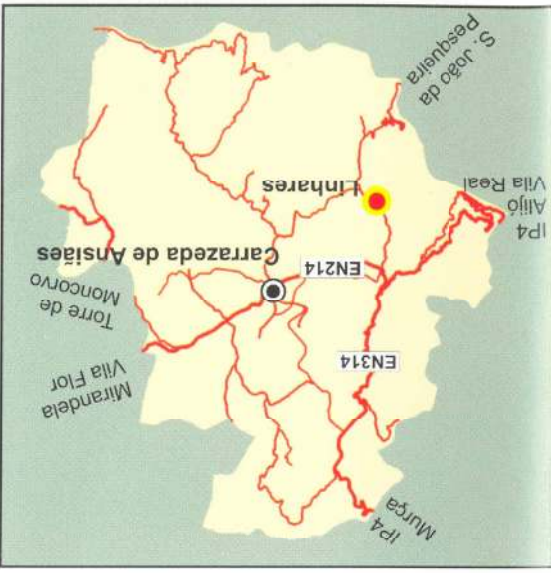 IP4
Murça
Mirandela
Vila Flor
EN314
Torre de
Moncorvo
EN214
Carrazeda de Ansiães
IP4
Alijó
Vila Real
Linhares
S. João da
Pesqueira